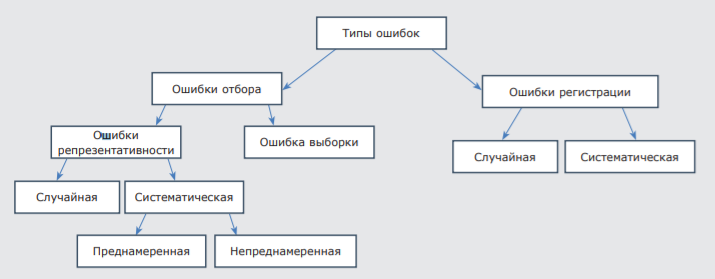 Типы ошибок
Ошибки отбора
Ошибки регистрации
Ошибки
репрезентативности
Ошибка выборки
Случайная
Систематическая
Случайная
Систематическая
Преднамеренная
Непреднамеренная